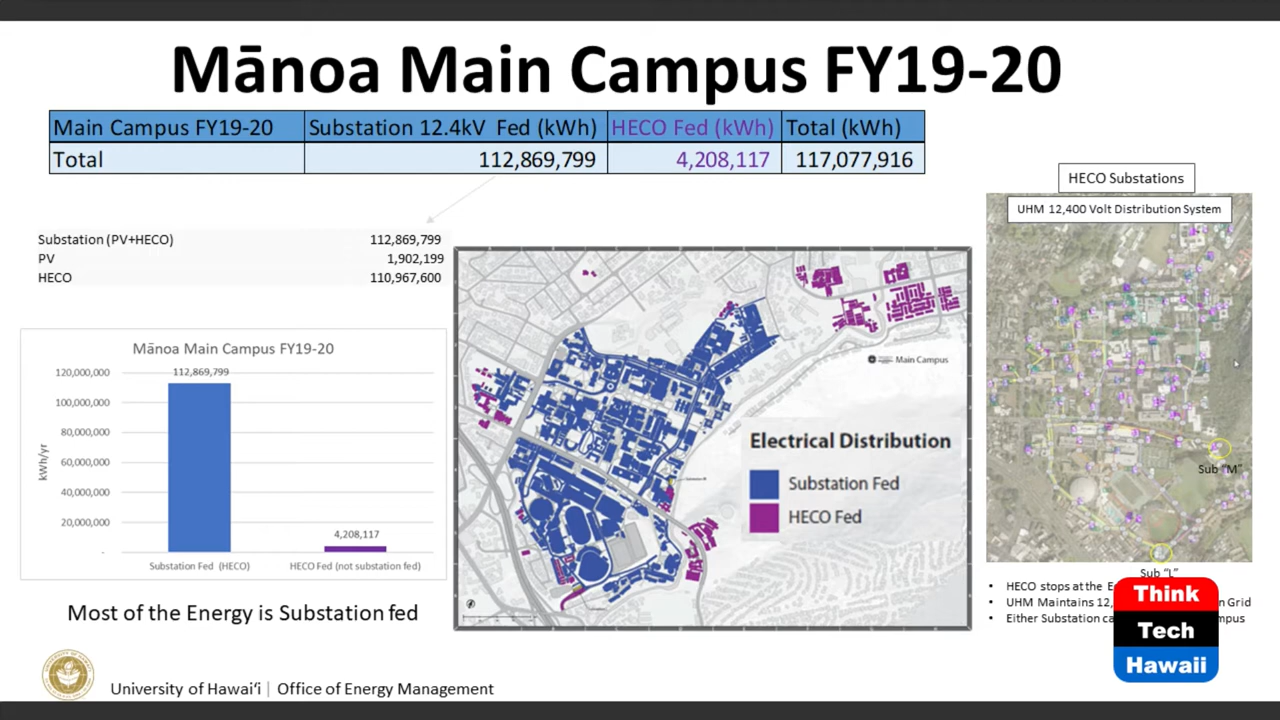 Mānoa Main Campus FY19-20
Main Campus FY19-20 Substation 12.4kV Fed (kWh) HECO Fed (kWh) Total (kWh)
Total 112,869,799 4,208,117 117,077,916
Substation (PV+HECO) 112,869,799
PV 1,902,199
HECO 110,967,600
Mānoa Main Campus FY19-20
kWh/yr
120,000,000
100,000,000
80,000,000
60,000,000
40,000,000
20,000,000
-
112,869,799
4,208,117
Substation Fed (HECO) HECO Fed (not substation fed)
Most of the Energy is Substation fed
Main Campus
Electrical Distribution
Substation Fed
HECO Fed
HECO Substations
UHM 12,400 Volt Distribution System
Sub "M"
Sub "L"
• HECO stops at the
• UHM Maintains 12, Grid
• Either Substation
Think
Tech
Hawaii
University of Hawaiʻi | Office of Energy Management